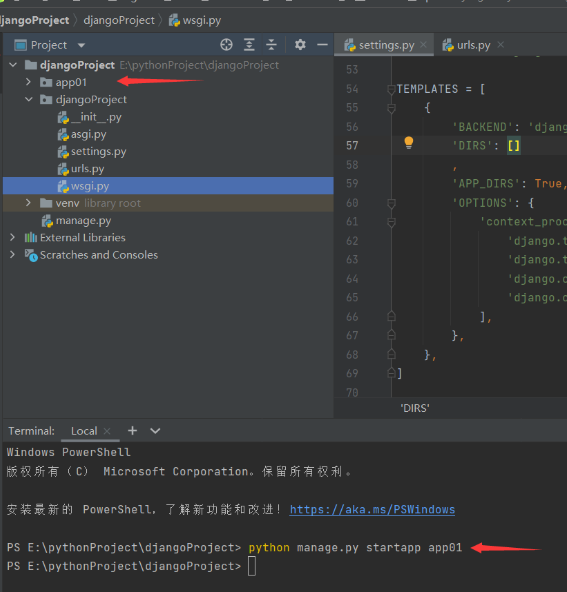 djangoProject djangoProject wsgi.py
Project
settings.py
urls.py
djangoProject E:\pythonProject\djangoProject
app01
djangoProject
__init__.py
asgi.py
settings.py
urls.py
wsgi.py
venv library root
manage.py
External Libraries
Scratches and Consoles
53
54 TEMPLATES = [
55 {
56 'BACKEND': 'djang
57 'DIRS': []
58 ,
59 'APP_DIRS': True,
60 'OPTIONS': {
61 'context_proc
62 'django.t
63 'django.t
64 'django.c
65 'django.c
66 ],
67 },
68 },
69 ]
70
'DIRS'
Terminal: Local
Windows PowerShell
版权所有（C） Microsoft Corporation。保留所有权利。
安装最新的 PowerShell，了解新功能和改进！https://aka.ms/PSWindows
PS E:\pythonProject\djangoProject> python manage.py startapp app01
PS E:\pythonProject\djangoProject>